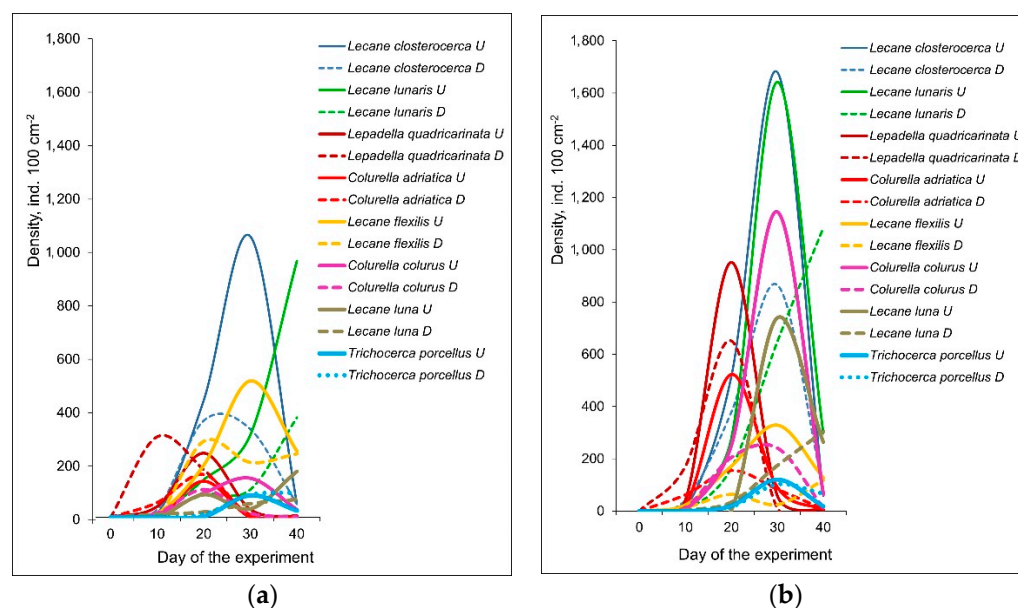 1,800
1,600
1,400
1,200
1,000
800
600
400
200
0
Density, ind. 100 cm⁻²
0 10 20 30 40
Day of the experiment
Lecane closterocerca U
Lecane closterocerca D
Lecane lunaris U
Lecane lunaris D
Lepadella quadricarinata U
Lepadella quadricarinata D
Colurella adriatica U
Colurella adriatica D
Lecane flexilis U
Lecane flexilis D
Colurella colurus U
Colurella colurus D
Lecane luna U
Lecane luna D
Trichocerca porcellus U
Trichocerca porcellus D
(a)
1,800
1,600
1,400
1,200
1,000
800
600
400
200
0
Density, ind. 100 cm⁻²
0 10 20 30 40
Day of the experiment
Lecane closterocerca U
Lecane closterocerca D
Lecane lunaris U
Lecane lunaris D
Lepadella quadricarinata U
Lepadella quadricarinata D
Colurella adriatica U
Colurella adriatica D
Lecane flexilis U
Lecane flexilis D
Colurella colurus U
Colurella colurus D
Lecane luna U
Lecane luna D
Trichocerca porcellus U
Trichocerca porcellus D
(b)